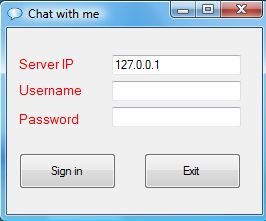 Chat with me
Server IP 127.0.0.1
Username
Password
Sign in Exit